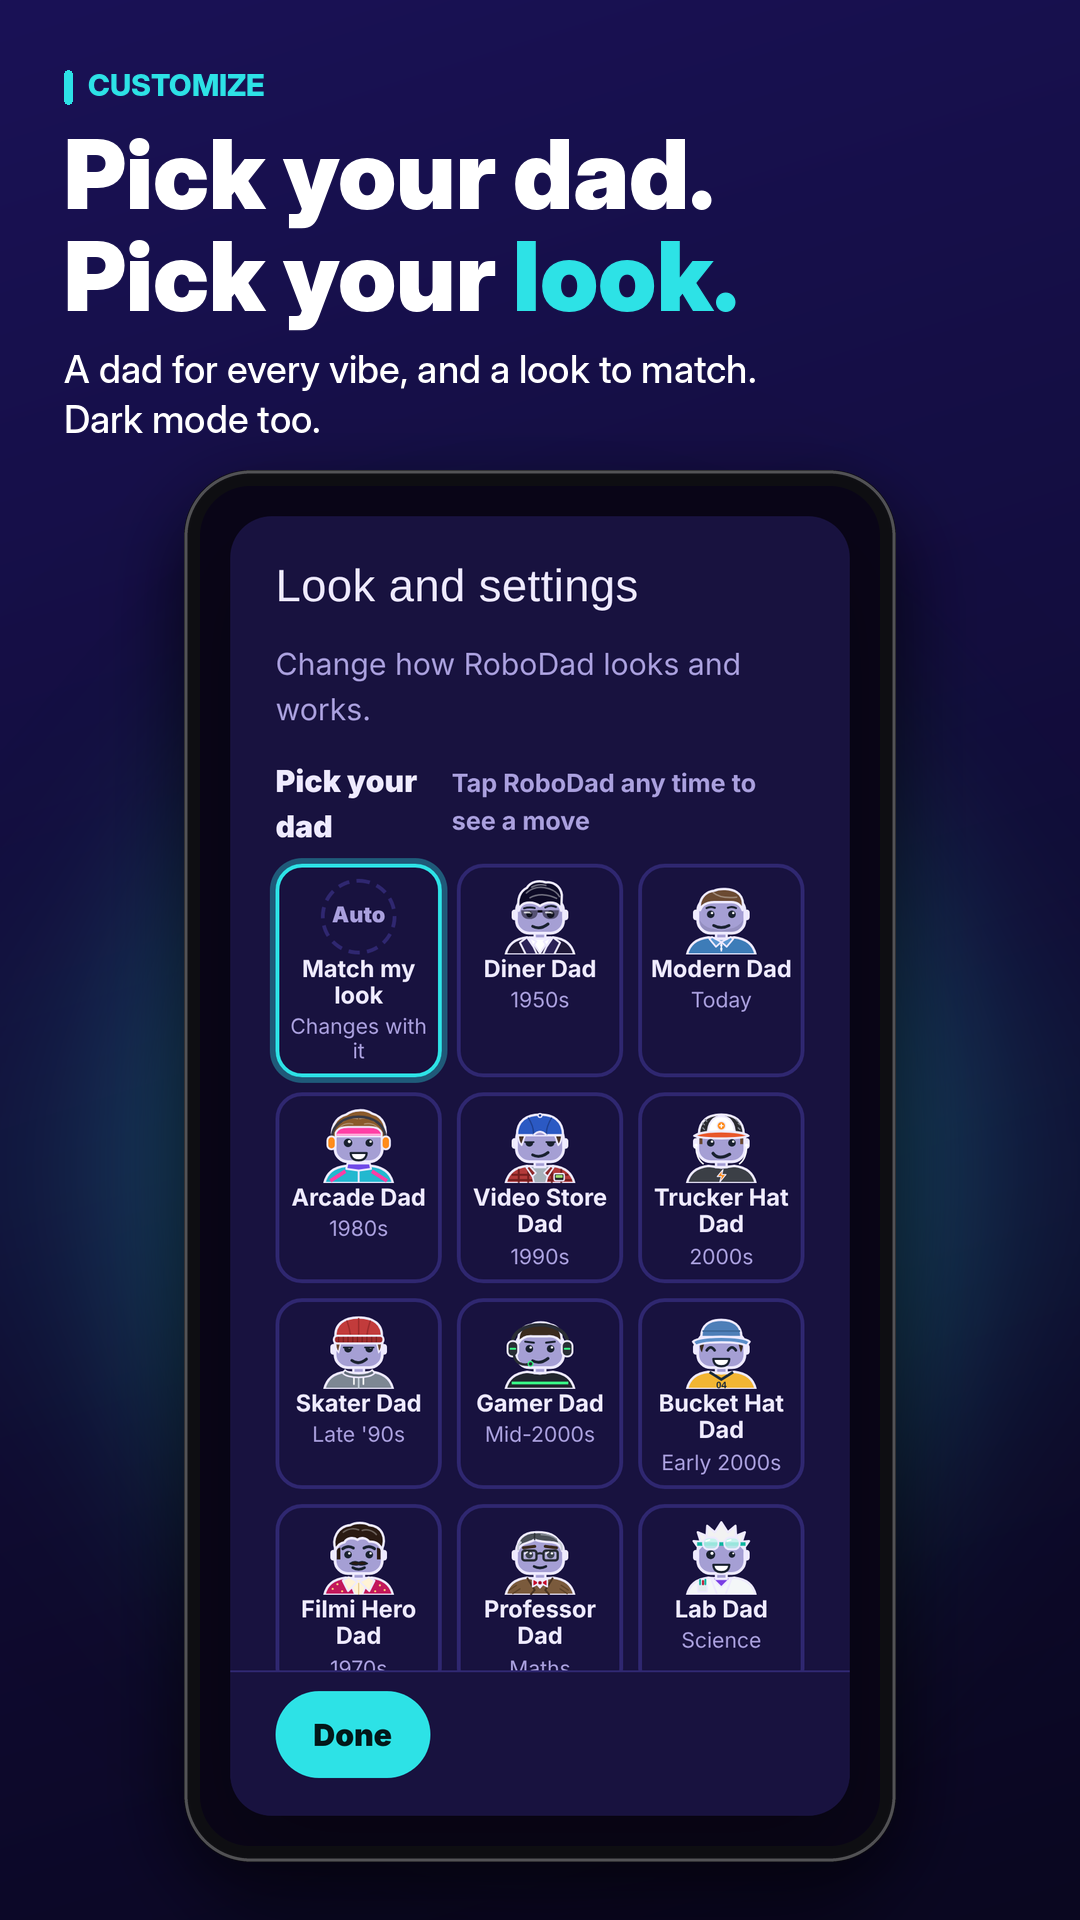 CUSTOMIZE
Pick your dad.
Pick your look.
A dad for every vibe, and a look to match.
Dark mode too.
Look and settings
Change how RoboDad looks and
works.
Pick your
dad
Tap RoboDad any time to
see a move
Auto
Match my
look
Changes with
it
Diner Dad
1950s
Modern Dad
Today
Arcade Dad
1980s
Video Store
Dad
1990s
Trucker Hat
Dad
2000s
Skater Dad
Late '90s
Gamer Dad
Mid-2000s
04
Bucket Hat
Dad
Early 2000s
Filmi Hero
Dad
1970s
Professor
Dad
Maths
Lab Dad
Science
Done